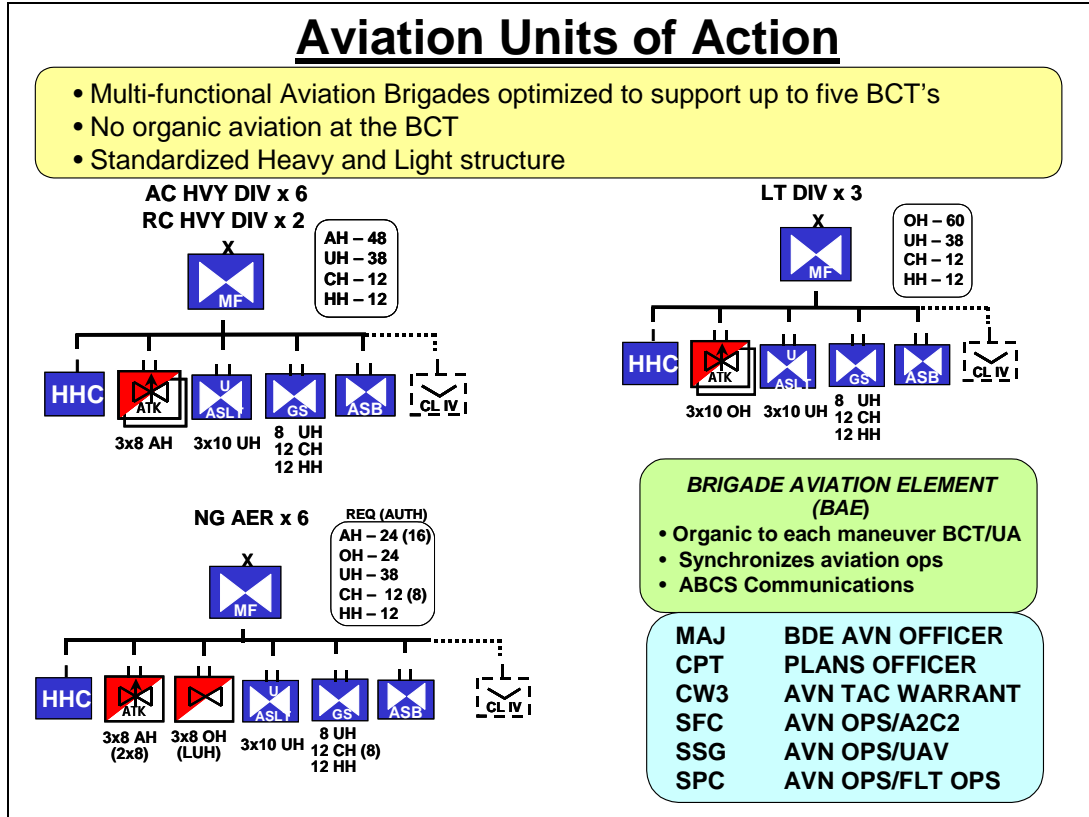 Aviation Units of Action
• Multi-functional Aviation Brigades optimized to support up to five BCT's
• No organic aviation at the BCT
• Standardized Heavy and Light structure
AC HVY DIV x 6
RC HVY DIV x 2
X
MF
AH – 48
UH – 38
CH – 12
HH – 12
HHC
ATK
U
ASLT
GS
ASB
CL IV
3x8 AH
3x10 UH
8 UH
12 CH
12 HH
LT DIV x 3
X
MF
OH – 60
UH – 38
CH – 12
HH – 12
HHC
ATK
U
ASLT
GS
ASB
CL IV
3x10 OH
3x10 UH
8 UH
12 CH
12 HH
NG AER x 6
X
MF
REQ (AUTH)
AH – 24 (16)
OH – 24
UH – 38
CH – 12 (8)
HH – 12
HHC
ATK
U
ASLT
GS
ASB
CL IV
3x8 AH
(2x8)
3x8 OH
(LUH)
3x10 UH
8 UH
12 CH (8)
12 HH
BRIGADE AVIATION ELEMENT
(BAE)
• Organic to each maneuver BCT/UA
• Synchronizes aviation ops
• ABCS Communications
MAJ BDE AVN OFFICER
CPT PLANS OFFICER
CW3 AVN TAC WARRANT
SFC AVN OPS/A2C2
SSG AVN OPS/UAV
SPC AVN OPS/FLT OPS